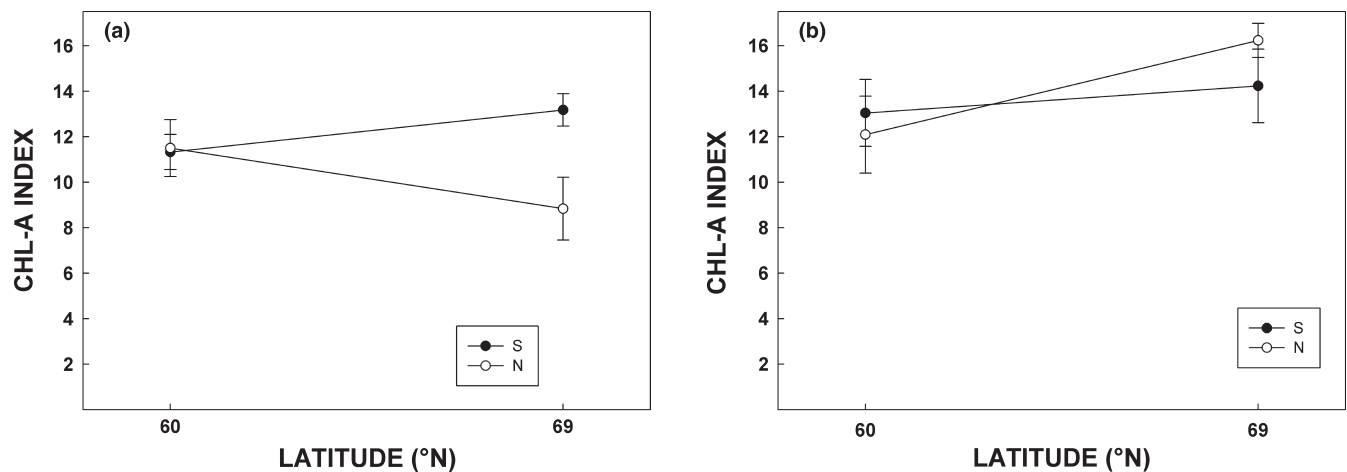 (a)
16
14
12
10
8
6
4
2
CHL-A INDEX
S
N
60 69
LATITUDE (°N)
(b)
16
14
12
10
8
6
4
2
CHL-A INDEX
S
N
60 69
LATITUDE (°N)